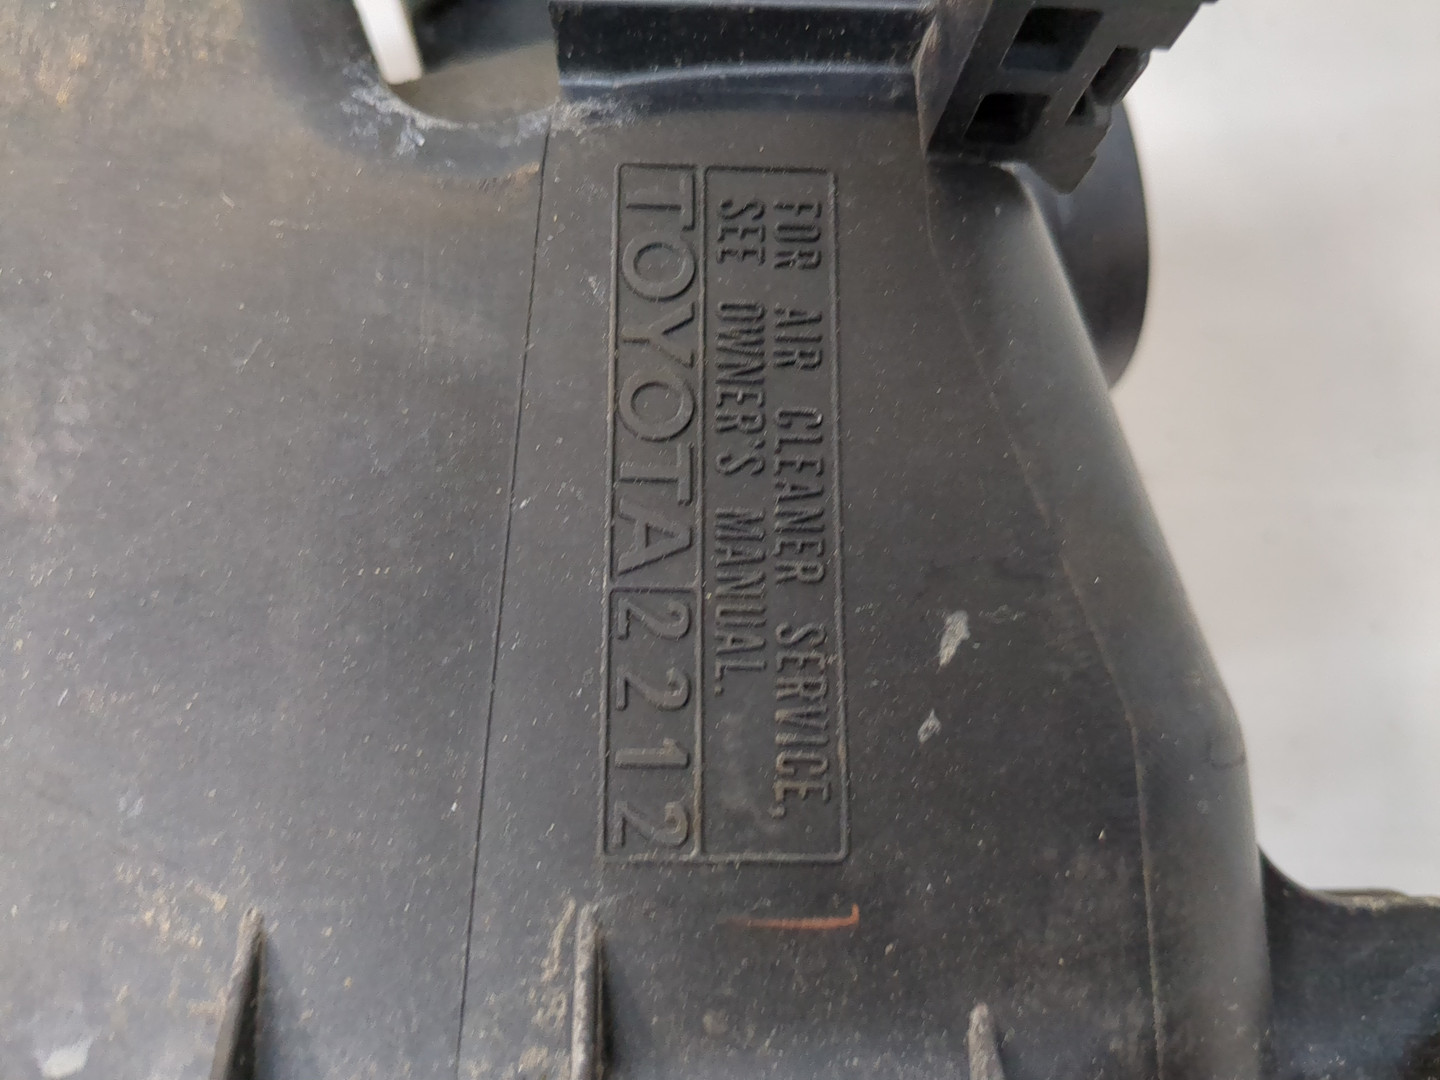 FOR AIR CLEANER SERVICE,
SEE OWNER'S MANUAL.
TOYOTA 2212